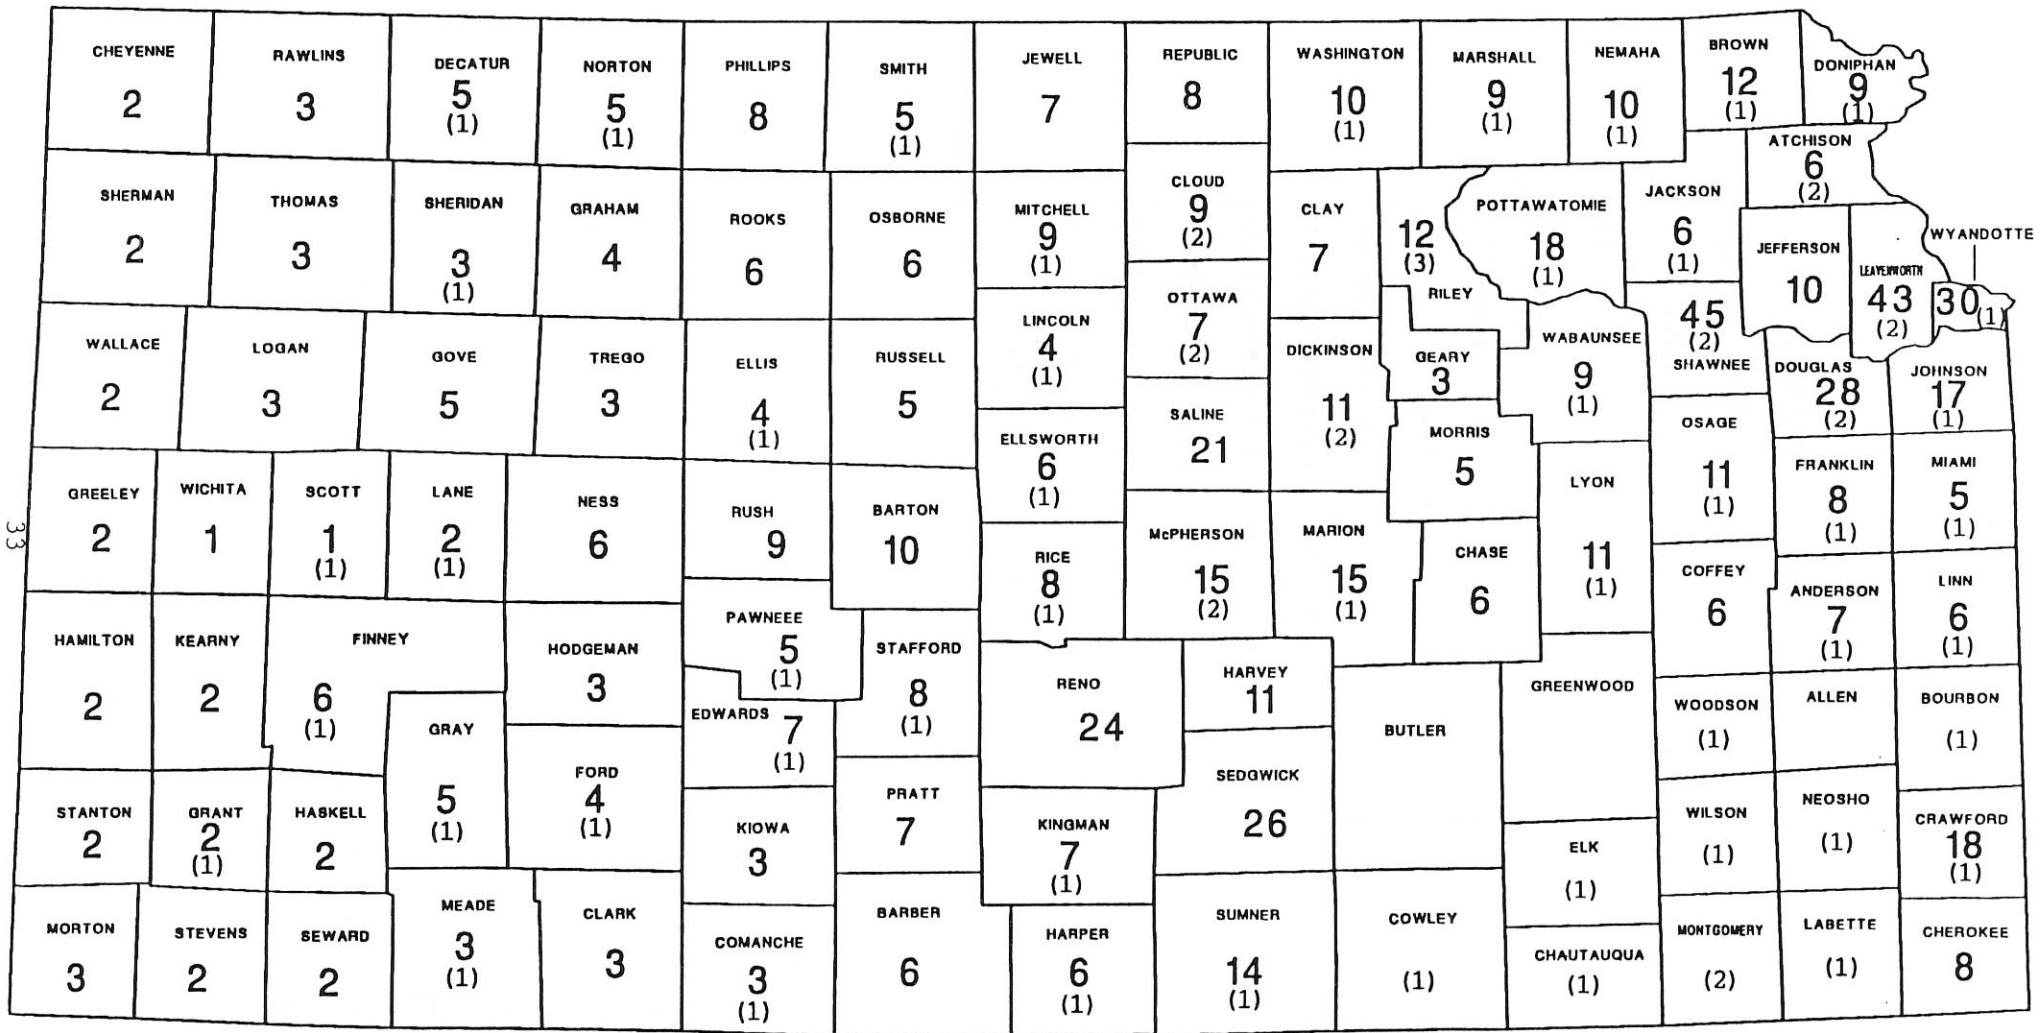 CHEYENNE
2
RAWLINS
3
DECATUR
5
(1)
NORTON
5
(1)
PHILLIPS
8
SMITH
5
(1)
JEWELL
7
REPUBLIC
8
WASHINGTON
10
(1)
MARSHALL
9
(1)
NEMAHA
10
(1)
BROWN
12
(1)
DONIPHAN
9
(1)
ATCHISON
6
(2)
SHERMAN
2
THOMAS
3
SHERIDAN
3
(1)
GRAHAM
4
ROOKS
6
OSBORNE
6
MITCHELL
9
(1)
CLOUD
9
(2)
CLAY
7
12
(3)
RILEY
POTTAWATOMIE
18
(1)
JACKSON
6
(1)
JEFFERSON
10
LEAVENWORTH
43
(2)
WYANDOTTE
30
(1)
WALLACE
2
LOGAN
3
GOVE
5
TREGO
3
ELLIS
4
(1)
RUSSELL
5
LINCOLN
4
(1)
OTTAWA
7
(2)
DICKINSON
11
(2)
GEARY
3
WABAUNSEE
9
(1)
45
(2)
SHAWNEE
DOUGLAS
28
(2)
JOHNSON
17
(1)
ELLSWORTH
6
(1)
SALINE
21
MORRIS
5
OSAGE
11
(1)
FRANKLIN
8
(1)
MIAMI
5
(1)
33
GREELEY
2
WICHITA
1
SCOTT
1
(1)
LANE
2
(1)
NESS
6
RUSH
9
BARTON
10
RICE
8
(1)
McPHERSON
15
(2)
MARION
15
(1)
CHASE
6
LYON
11
(1)
COFFEY
6
ANDERSON
7
(1)
LINN
6
(1)
HAMILTON
2
KEARNY
2
FINNEY
6
(1)
HODGEMAN
3
PAWNEEE
5
(1)
STAFFORD
8
(1)
RENO
24
HARVEY
11
BUTLER
GREENWOOD
WOODSON
(1)
ALLEN
BOURBON
(1)
GRAY
5
(1)
EDWARDS
7
(1)
FORD
4
(1)
PRATT
7
SEDGWICK
26
STANTON
2
GRANT
2
(1)
HASKELL
2
KIOWA
3
KINGMAN
7
(1)
ELK
(1)
WILSON
(1)
NEOSHO
(1)
CRAWFORD
18
(1)
MORTON
3
STEVENS
2
SEWARD
2
MEADE
3
(1)
CLARK
3
COMANCHE
3
(1)
BARBER
6
HARPER
6
(1)
SUMNER
14
(1)
COWLEY
(1)
CHAUTAUQUA
(1)
MONTGOMERY
(2)
LABETTE
(1)
CHEROKEE
8